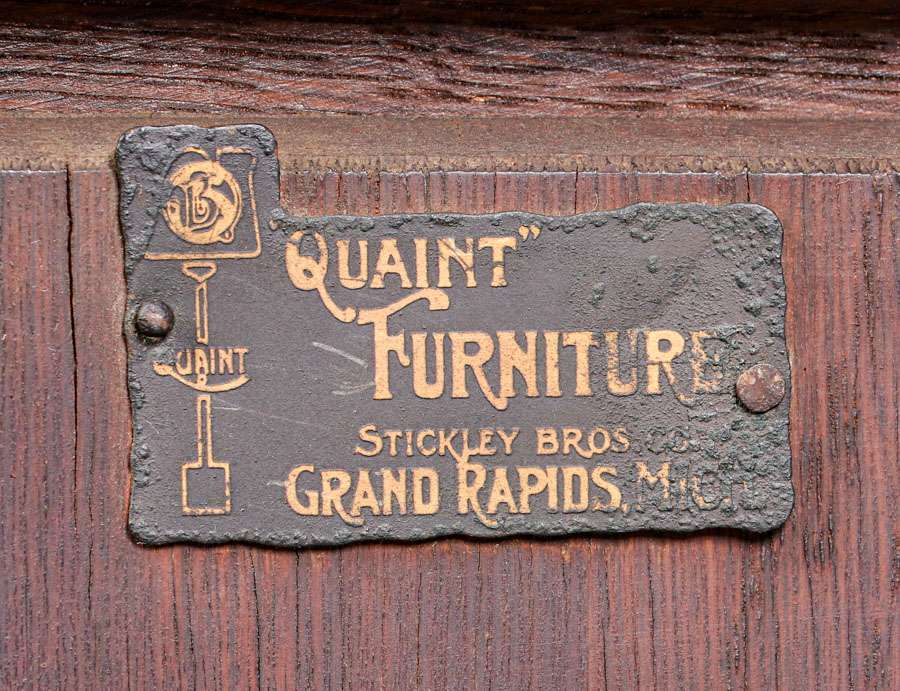 SB
QUAINT
"QUAINT"
FURNITURE
STICKLEY BROS. CO.
GRAND RAPIDS, MICH.